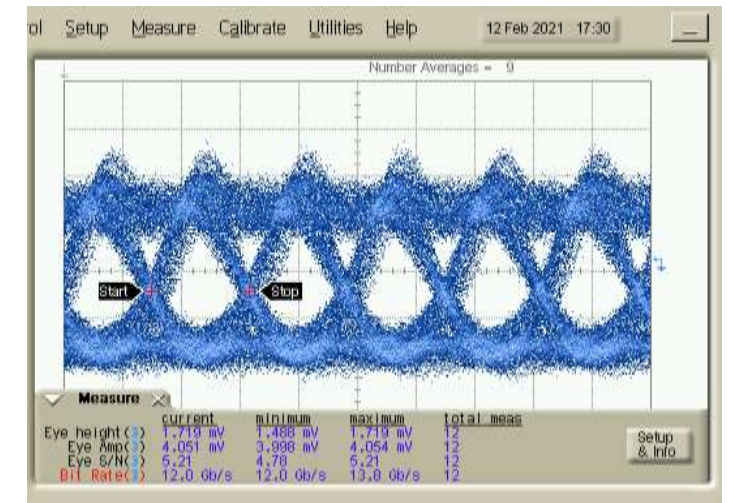 ol Setup Measure Calibrate Utilities Help 12 Feb 2021 17:30
Number Averages = 9
Start Stop
Measure
current minimum maximum total meas
Eye height(3) 1.719 mV 1.488 mV 1.719 mV 12
Eye Amp(3) 4.051 mV 3.998 mV 4.054 mV 12
Eye S/N(3) 5.21 4.78 5.21 12
Bit Rate(3) 12.0 Gb/s 12.0 Gb/s 13.0 Gb/s 12
Setup
& Info